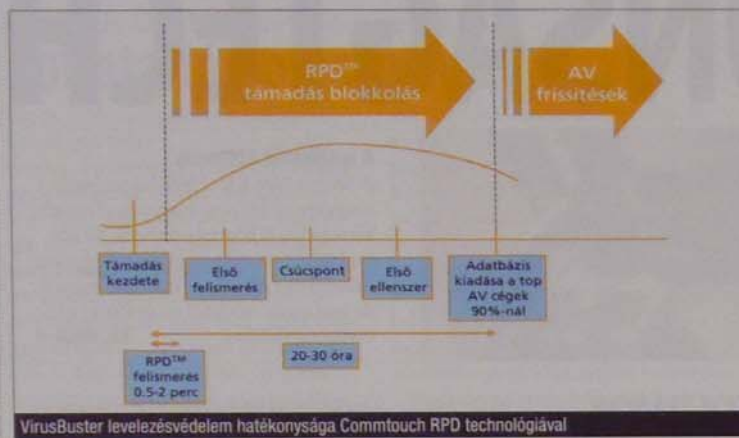 RPD™
támadás blokkolás
AV
frissítések
Támadás
kezdete
Első
felismerés
Csúcspont
Első
ellenszer
Adatbázis
kiadása a top
AV cégek
90%-nál
RPD™
felismerés
0.5-2 perc
20-30 óra
VirusBuster levelezésvédelem hatékonysága Commtouch RPD technológiával